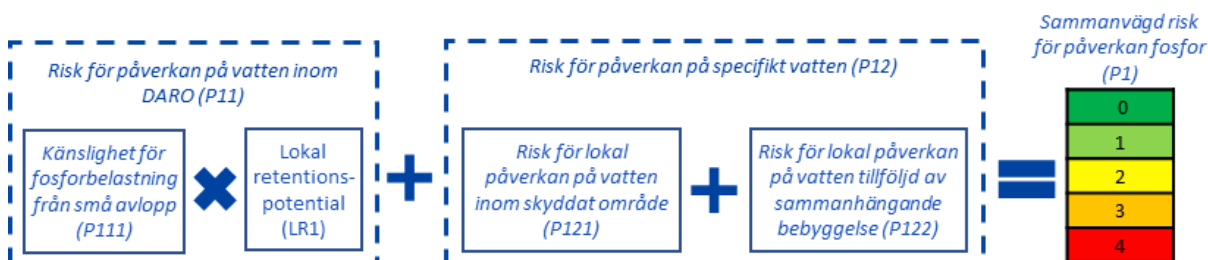 Risk för påverkan på vatten inom
DARO (P11)
Känslighet för
fosforbelastning
från små avlopp
(P111)
Lokal
retentions-
potential
(LR1)
Risk för påverkan på specifikt vatten (P12)
Risk för lokal
påverkan på vatten
inom skyddat område
(P121)
Risk för lokal påverkan
på vatten tillföljd av
sammanhängande
bebyggelse (P122)
Sammanvägd risk
för påverkan fosfor
(P1)
0
1
2
3
4